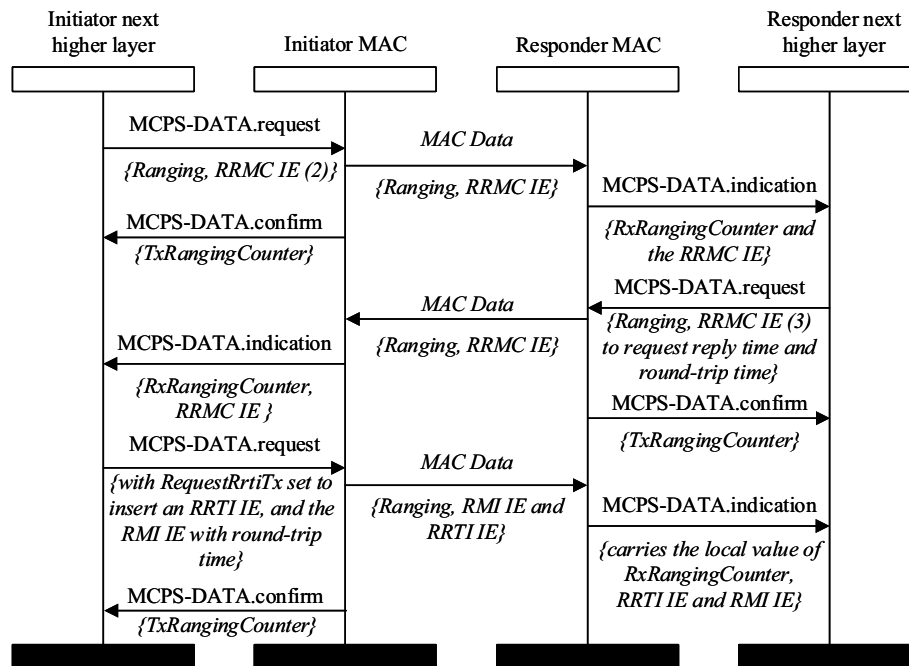 Initiator next
higher layer
Initiator MAC
Responder MAC
Responder next
higher layer
MCPS-DATA.request
{Ranging, RRMC IE (2)}
MAC Data
{Ranging, RRMC IE}
MCPS-DATA.indication
{RxRangingCounter and
the RRMC IE}
MCPS-DATA.confirm
{TxRangingCounter}
MCPS-DATA.request
{Ranging, RRMC IE (3)
to request reply time and
round-trip time}
MAC Data
{Ranging, RRMC IE}
MCPS-DATA.indication
{RxRangingCounter,
RRMC IE }
MCPS-DATA.confirm
{TxRangingCounter}
MCPS-DATA.request
{with RequestRrtiTx set to
insert an RRTI IE, and the
RMI IE with round-trip
time}
MAC Data
{Ranging, RMI IE and
RRTI IE}
MCPS-DATA.indication
{carries the local value of
RxRangingCounter,
RRTI IE and RMI IE}
MCPS-DATA.confirm
{TxRangingCounter}